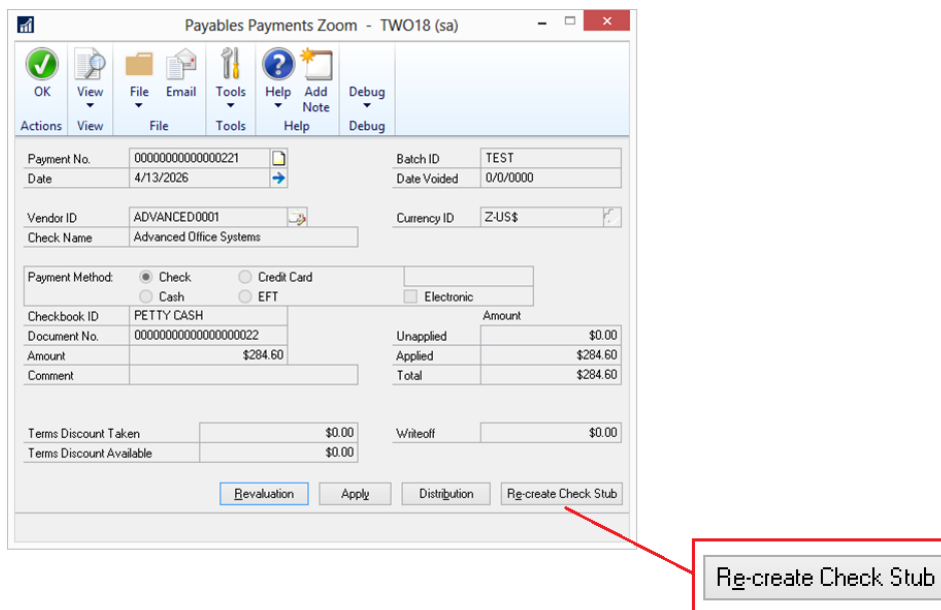 Payables Payments Zoom - TWO18 (sa)
OK View File Email Tools Help Add Note Debug
Actions View File Tools Help Debug
Payment No. 00000000000000221 Batch ID TEST
Date 4/13/2026 Date Voided 0/0/0000
Vendor ID ADVANCED0001 Currency ID Z-US$
Check Name Advanced Office Systems
Payment Method: Check Credit Card
Cash EFT Electronic
Checkbook ID PETTY CASH Amount
Document No. 00000000000000000022 Unapplied $0.00
Amount $284.60 Applied $284.60
Comment Total $284.60
Terms Discount Taken $0.00 Writeoff $0.00
Terms Discount Available $0.00
Revaluation Apply Distribution Re-create Check Stub
Re-create Check Stub